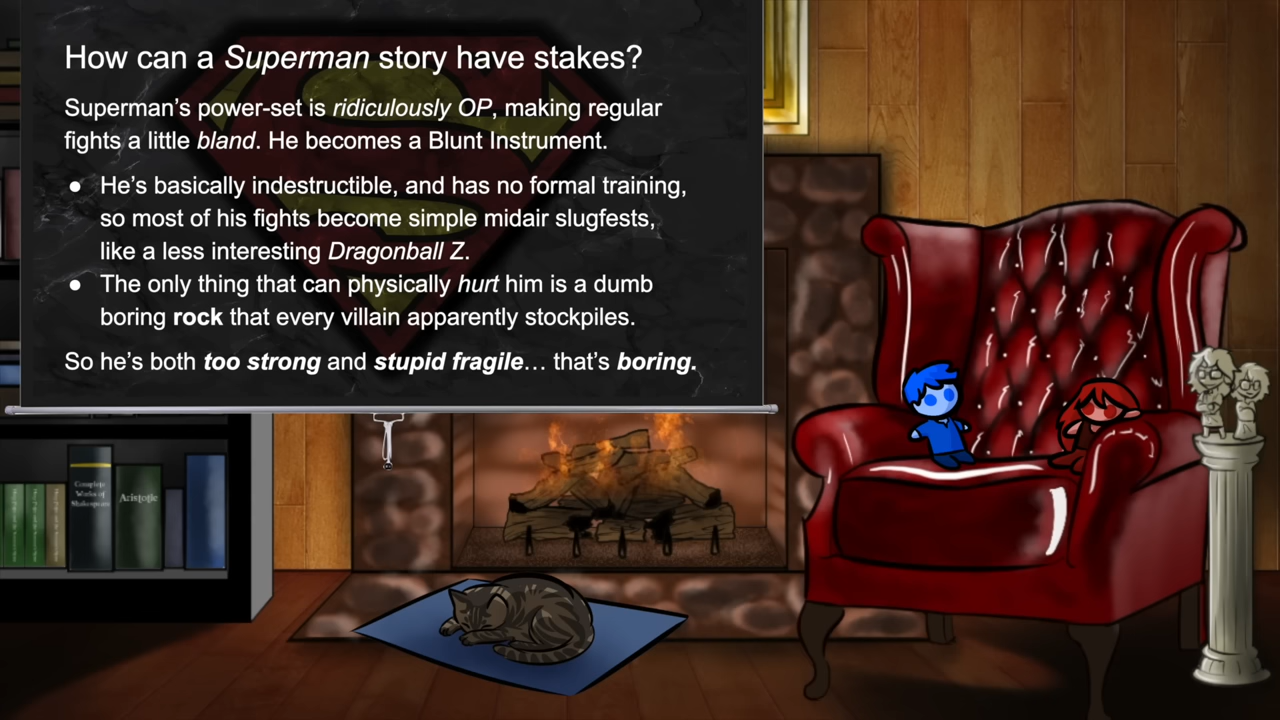 How can a Superman story have stakes?
Superman's power-set is ridiculously OP, making regular
fights a little bland. He becomes a Blunt Instrument.
● He's basically indestructible, and has no formal training,
so most of his fights become simple midair slugfests,
like a less interesting Dragonball Z.
● The only thing that can physically hurt him is a dumb
boring rock that every villain apparently stockpiles.
So he's both too strong and stupid fragile… that's boring.
Complete
Works of
Shakespeare
Aristotle